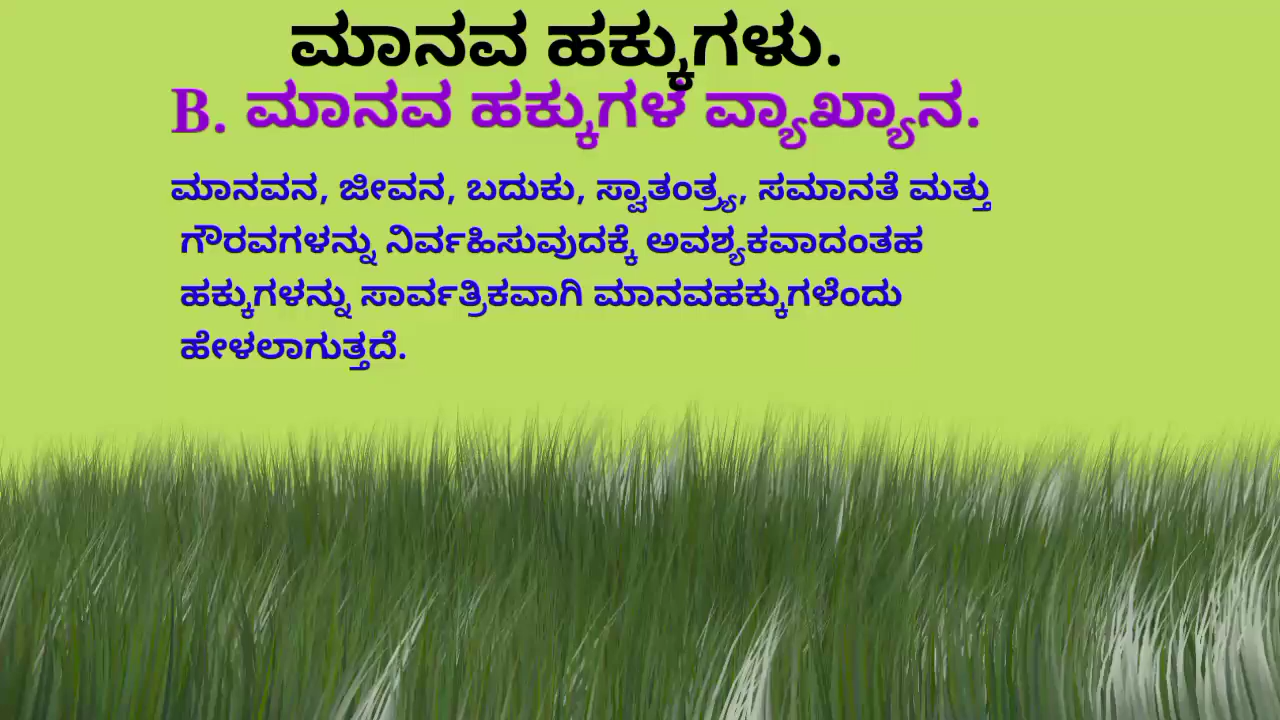 ಮಾನವ ಹಕ್ಕುಗಳು.
B. ಮಾನವ ಹಕ್ಕುಗಳ ವ್ಯಾಖ್ಯಾನ.
ಮಾನವನ, ಜೀವನ, ಬದುಕು, ಸ್ವಾತಂತ್ರ್ಯ, ಸಮಾನತೆ ಮತ್ತು
ಗೌರವಗಳನ್ನು ನಿರ್ವಹಿಸುವುದಕ್ಕೆ ಅವಶ್ಯಕವಾದಂತಹ
ಹಕ್ಕುಗಳನ್ನು ಸಾರ್ವತ್ರಿಕವಾಗಿ ಮಾನವಹಕ್ಕುಗಳೆಂದು
ಹೇಳಲಾಗುತ್ತದೆ.